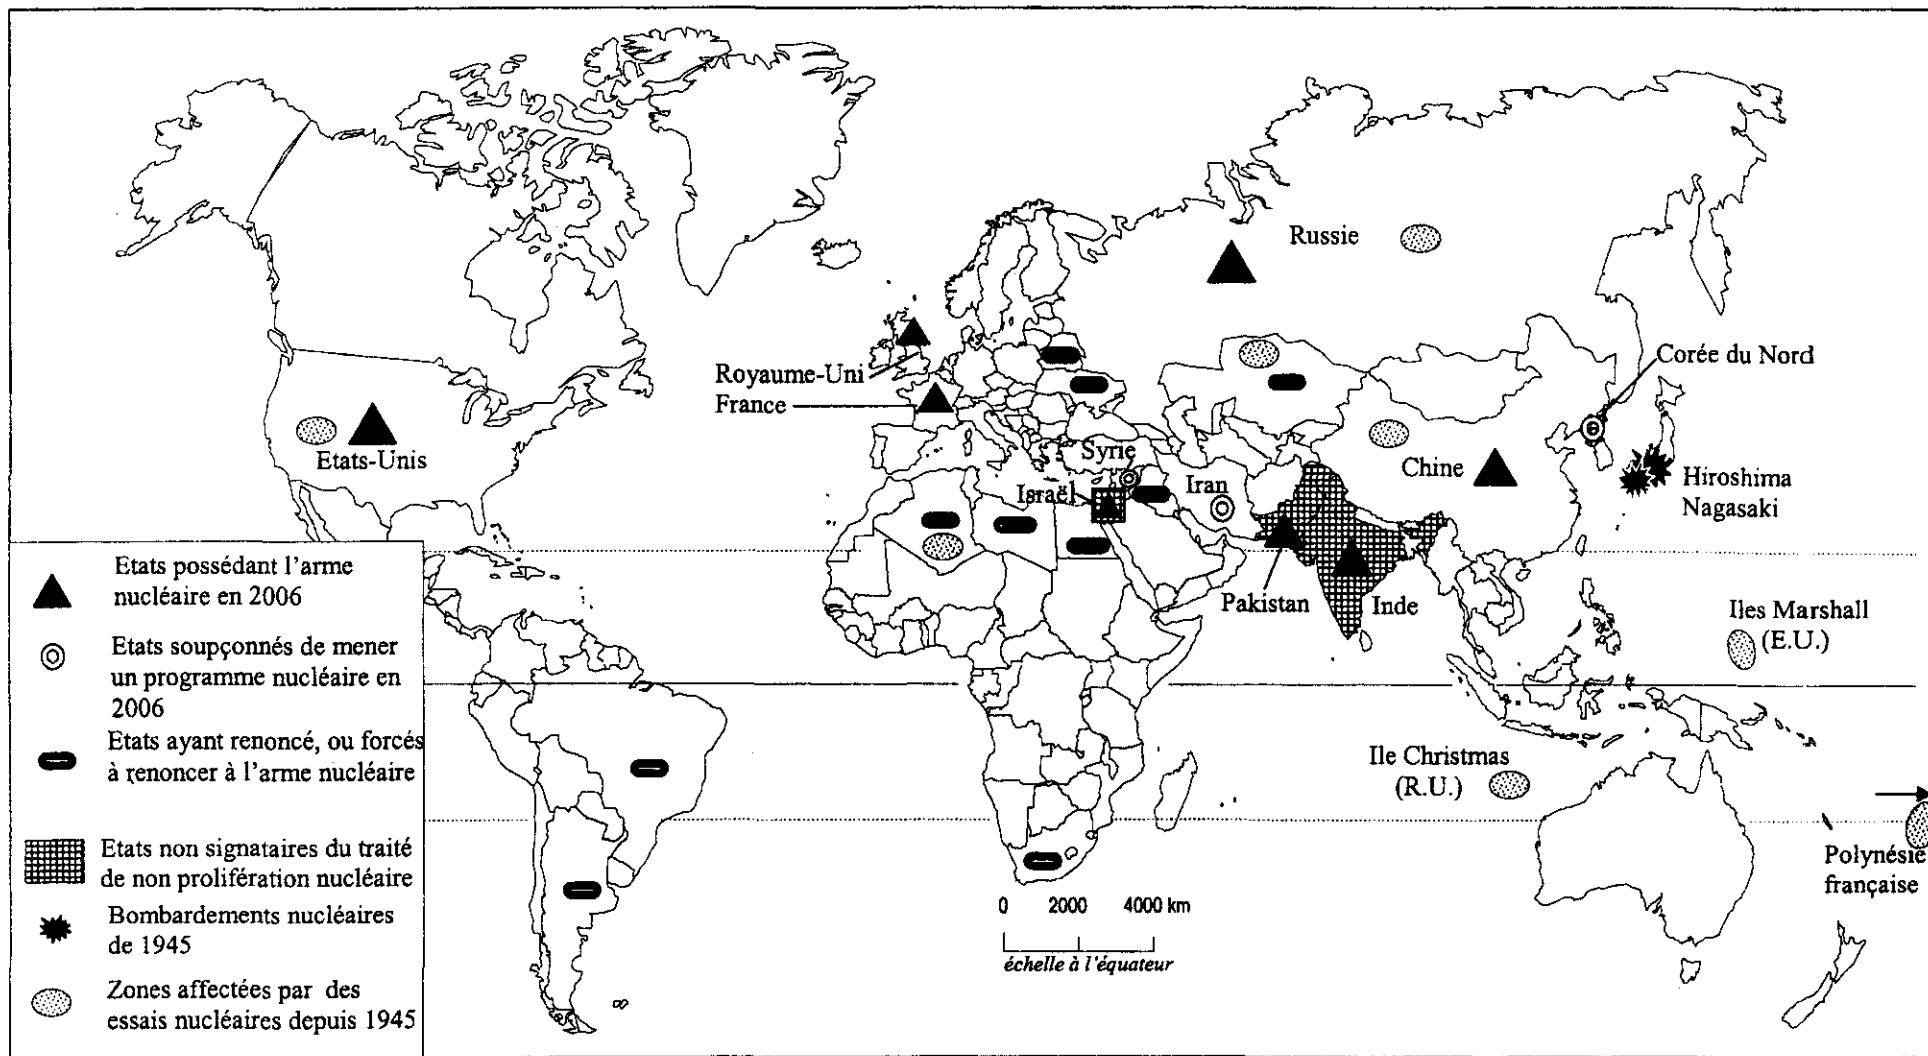 Russie
Corée du Nord
Royaume-Uni
France
Etats-Unis
Syrie
Israël
Iran
Chine
Hiroshima
Nagasaki
Pakistan
Inde
Iles Marshall
(E.U.)
Ile Christmas
(R.U.)
Polynésie
française
0 2000 4000 km
échelle à l'équateur
Etats possédant l'arme
nucléaire en 2006
Etats soupçonnés de mener
un programme nucléaire en
2006
Etats ayant renoncé, ou forcés
à renoncer à l'arme nucléaire
Etats non signataires du traité
de non prolifération nucléaire
Bombardements nucléaires
de 1945
Zones affectées par des
essais nucléaires depuis 1945